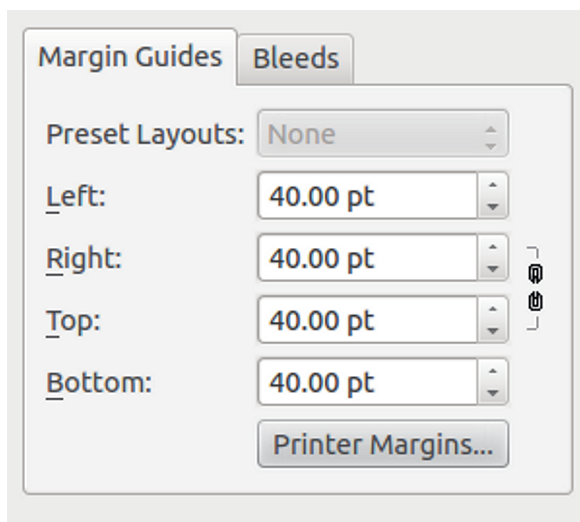 Margin Guides Bleeds
Preset Layouts: None
Left: 40.00 pt
Right: 40.00 pt
Top: 40.00 pt
Bottom: 40.00 pt
Printer Margins...